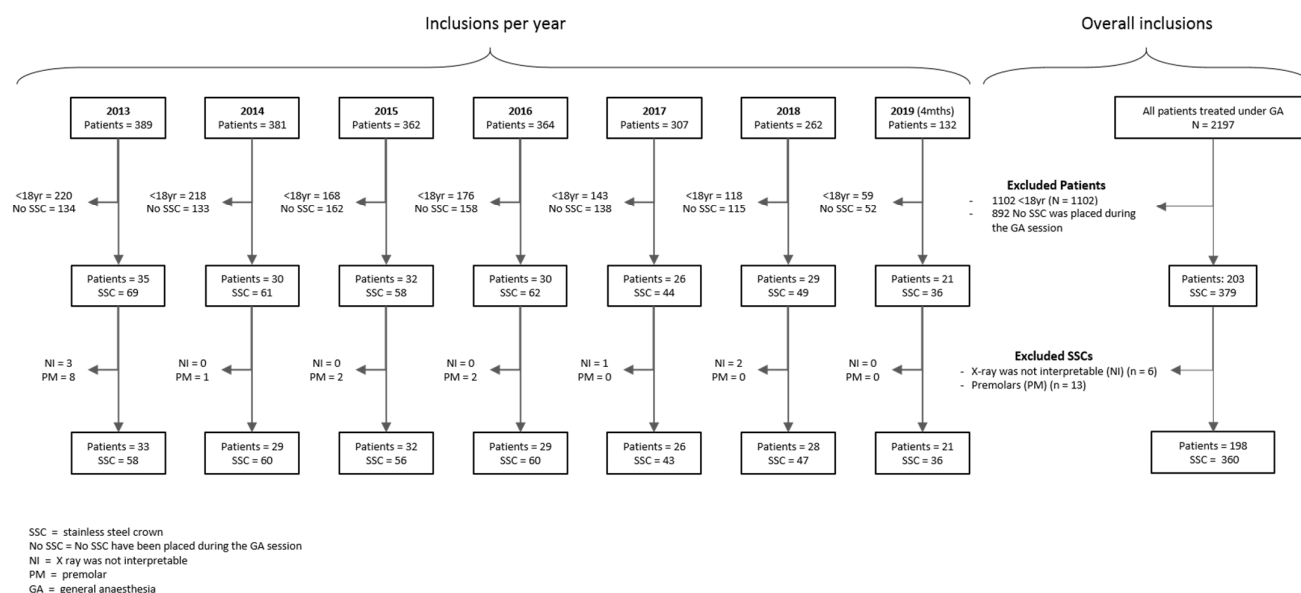 Inclusions per year
Overall inclusions
2013
Patients = 389
2014
Patients = 381
2015
Patients = 362
2016
Patients = 364
2017
Patients = 307
2018
Patients = 262
2019 (4mths)
Patients = 132
All patients treated under GA
N = 2197
<18yr = 220
No SSC = 134
<18yr = 218
No SSC = 133
<18yr = 168
No SSC = 162
<18yr = 176
No SSC = 158
<18yr = 143
No SSC = 138
<18yr = 118
No SSC = 115
<18yr = 59
No SSC = 52
Excluded Patients
- 1102 <18yr (N = 1102)
- 892 No SSC was placed during
the GA session
Patients = 35
SSC = 69
Patients = 30
SSC = 61
Patients = 32
SSC = 58
Patients = 30
SSC = 62
Patients = 26
SSC = 44
Patients = 29
SSC = 49
Patients = 21
SSC = 36
Patients: 203
SSC = 379
NI = 3
PM = 8
NI = 0
PM = 1
NI = 0
PM = 2
NI = 0
PM = 2
NI = 1
PM = 0
NI = 2
PM = 0
NI = 0
PM = 0
Excluded SSCs
- X-ray was not interpretable (NI) (n = 6)
- Premolars (PM) (n = 13)
Patients = 33
SSC = 58
Patients = 29
SSC = 60
Patients = 32
SSC = 56
Patients = 29
SSC = 60
Patients = 26
SSC = 43
Patients = 28
SSC = 47
Patients = 21
SSC = 36
Patients = 198
SSC = 360
SSC = stainless steel crown
No SSC = No SSC have been placed during the GA session
NI = X ray was not interpretable
PM = premolar
GA = general anaesthesia